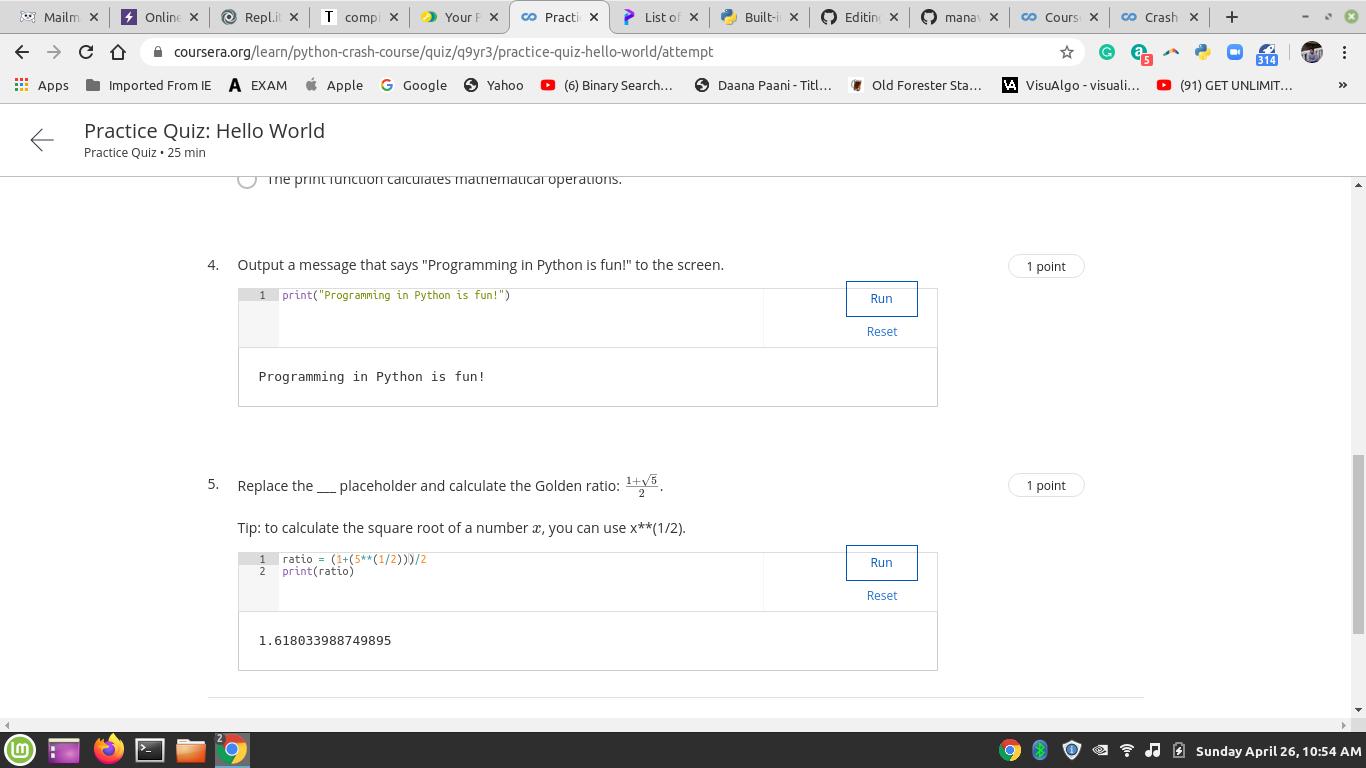 Mailm
Online
Repl.it
compl
Your P
Practi
List of
Built-i
Editing
manav
Cours
Crash
coursera.org/learn/python-crash-course/quiz/q9yr3/practice-quiz-hello-world/attempt
5
314
Apps
Imported From IE
EXAM
Apple
Google
Yahoo
(6) Binary Search...
Daana Paani - Titl...
Old Forester Sta...
VisuAlgo - visuali...
(91) GET UNLIMIT...
»
Practice Quiz: Hello World
Practice Quiz • 25 min
The print function calculates mathematical operations.
4. Output a message that says "Programming in Python is fun!" to the screen.
1 point
1 print("Programming in Python is fun!")
Run
Reset
Programming in Python is fun!
5. Replace the ___ placeholder and calculate the Golden ratio: (1+√5)/2.
1 point
Tip: to calculate the square root of a number x, you can use x**(1/2).
1 ratio = (1+(5**(1/2)))/2
2 print(ratio)
Run
Reset
1.618033988749895
2
Sunday April 26, 10:54 AM